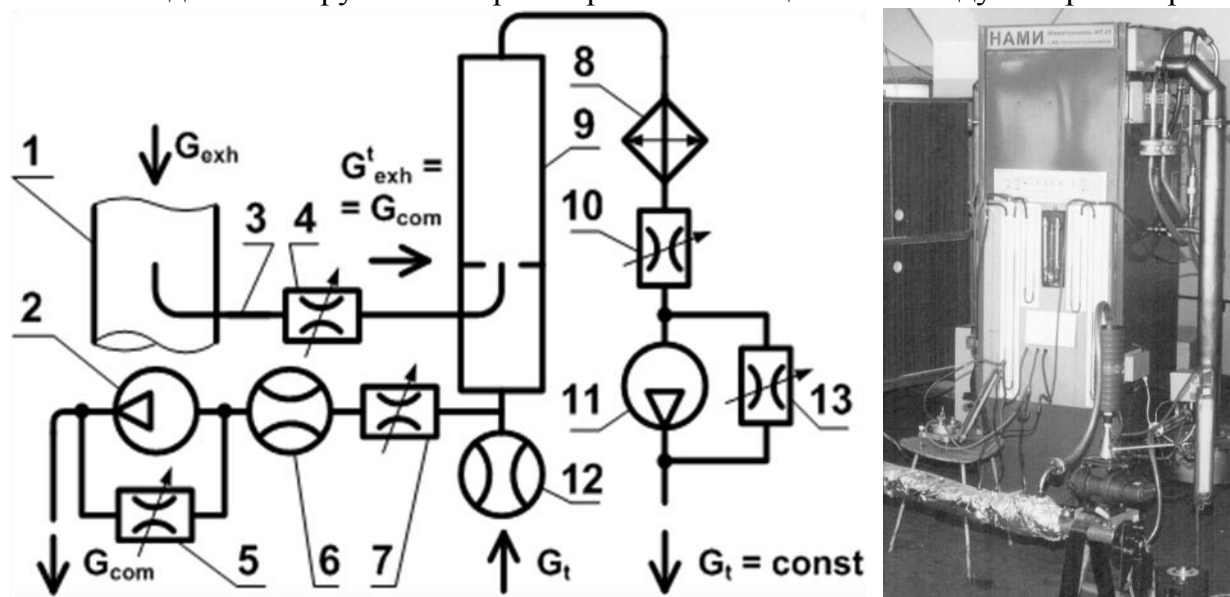 НАМИ
8
1
G_exh
9
G^t_exh =
= G_com
10
3
4
2
11
13
12
G_com
5
6
7
G_t
G_t = const